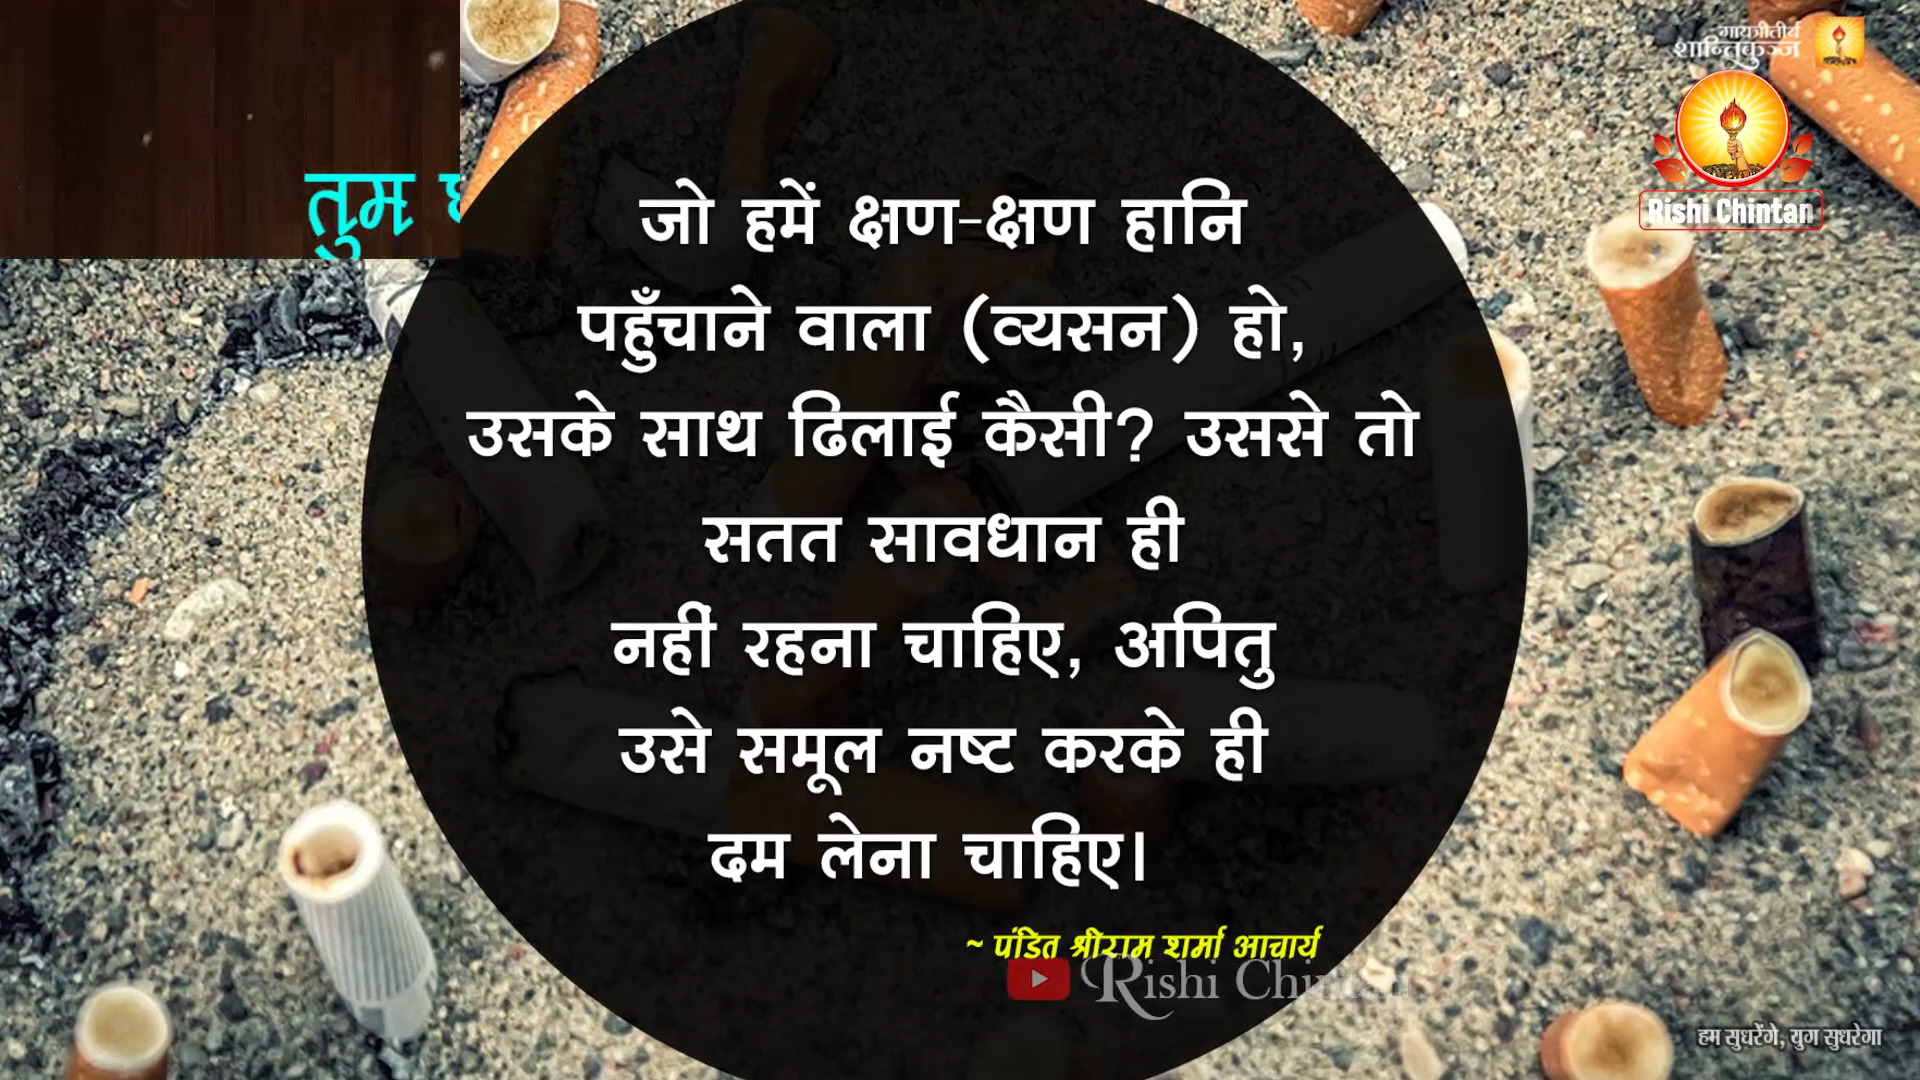 गायत्रीतीर्थ
शान्तिकुञ्ज
Rishi Chintan
तुम
जो हमें क्षण-क्षण हानि
पहुँचाने वाला (व्यसन) हो,
उसके साथ ढिलाई कैसी? उससे तो
सतत सावधान ही
नहीं रहना चाहिए, अपितु
उसे समूल नष्ट करके ही
दम लेना चाहिए।
~ पंडित श्रीराम शर्मा आचार्य
Rishi Chintan
हम सुधरेंगे, युग सुधरेगा